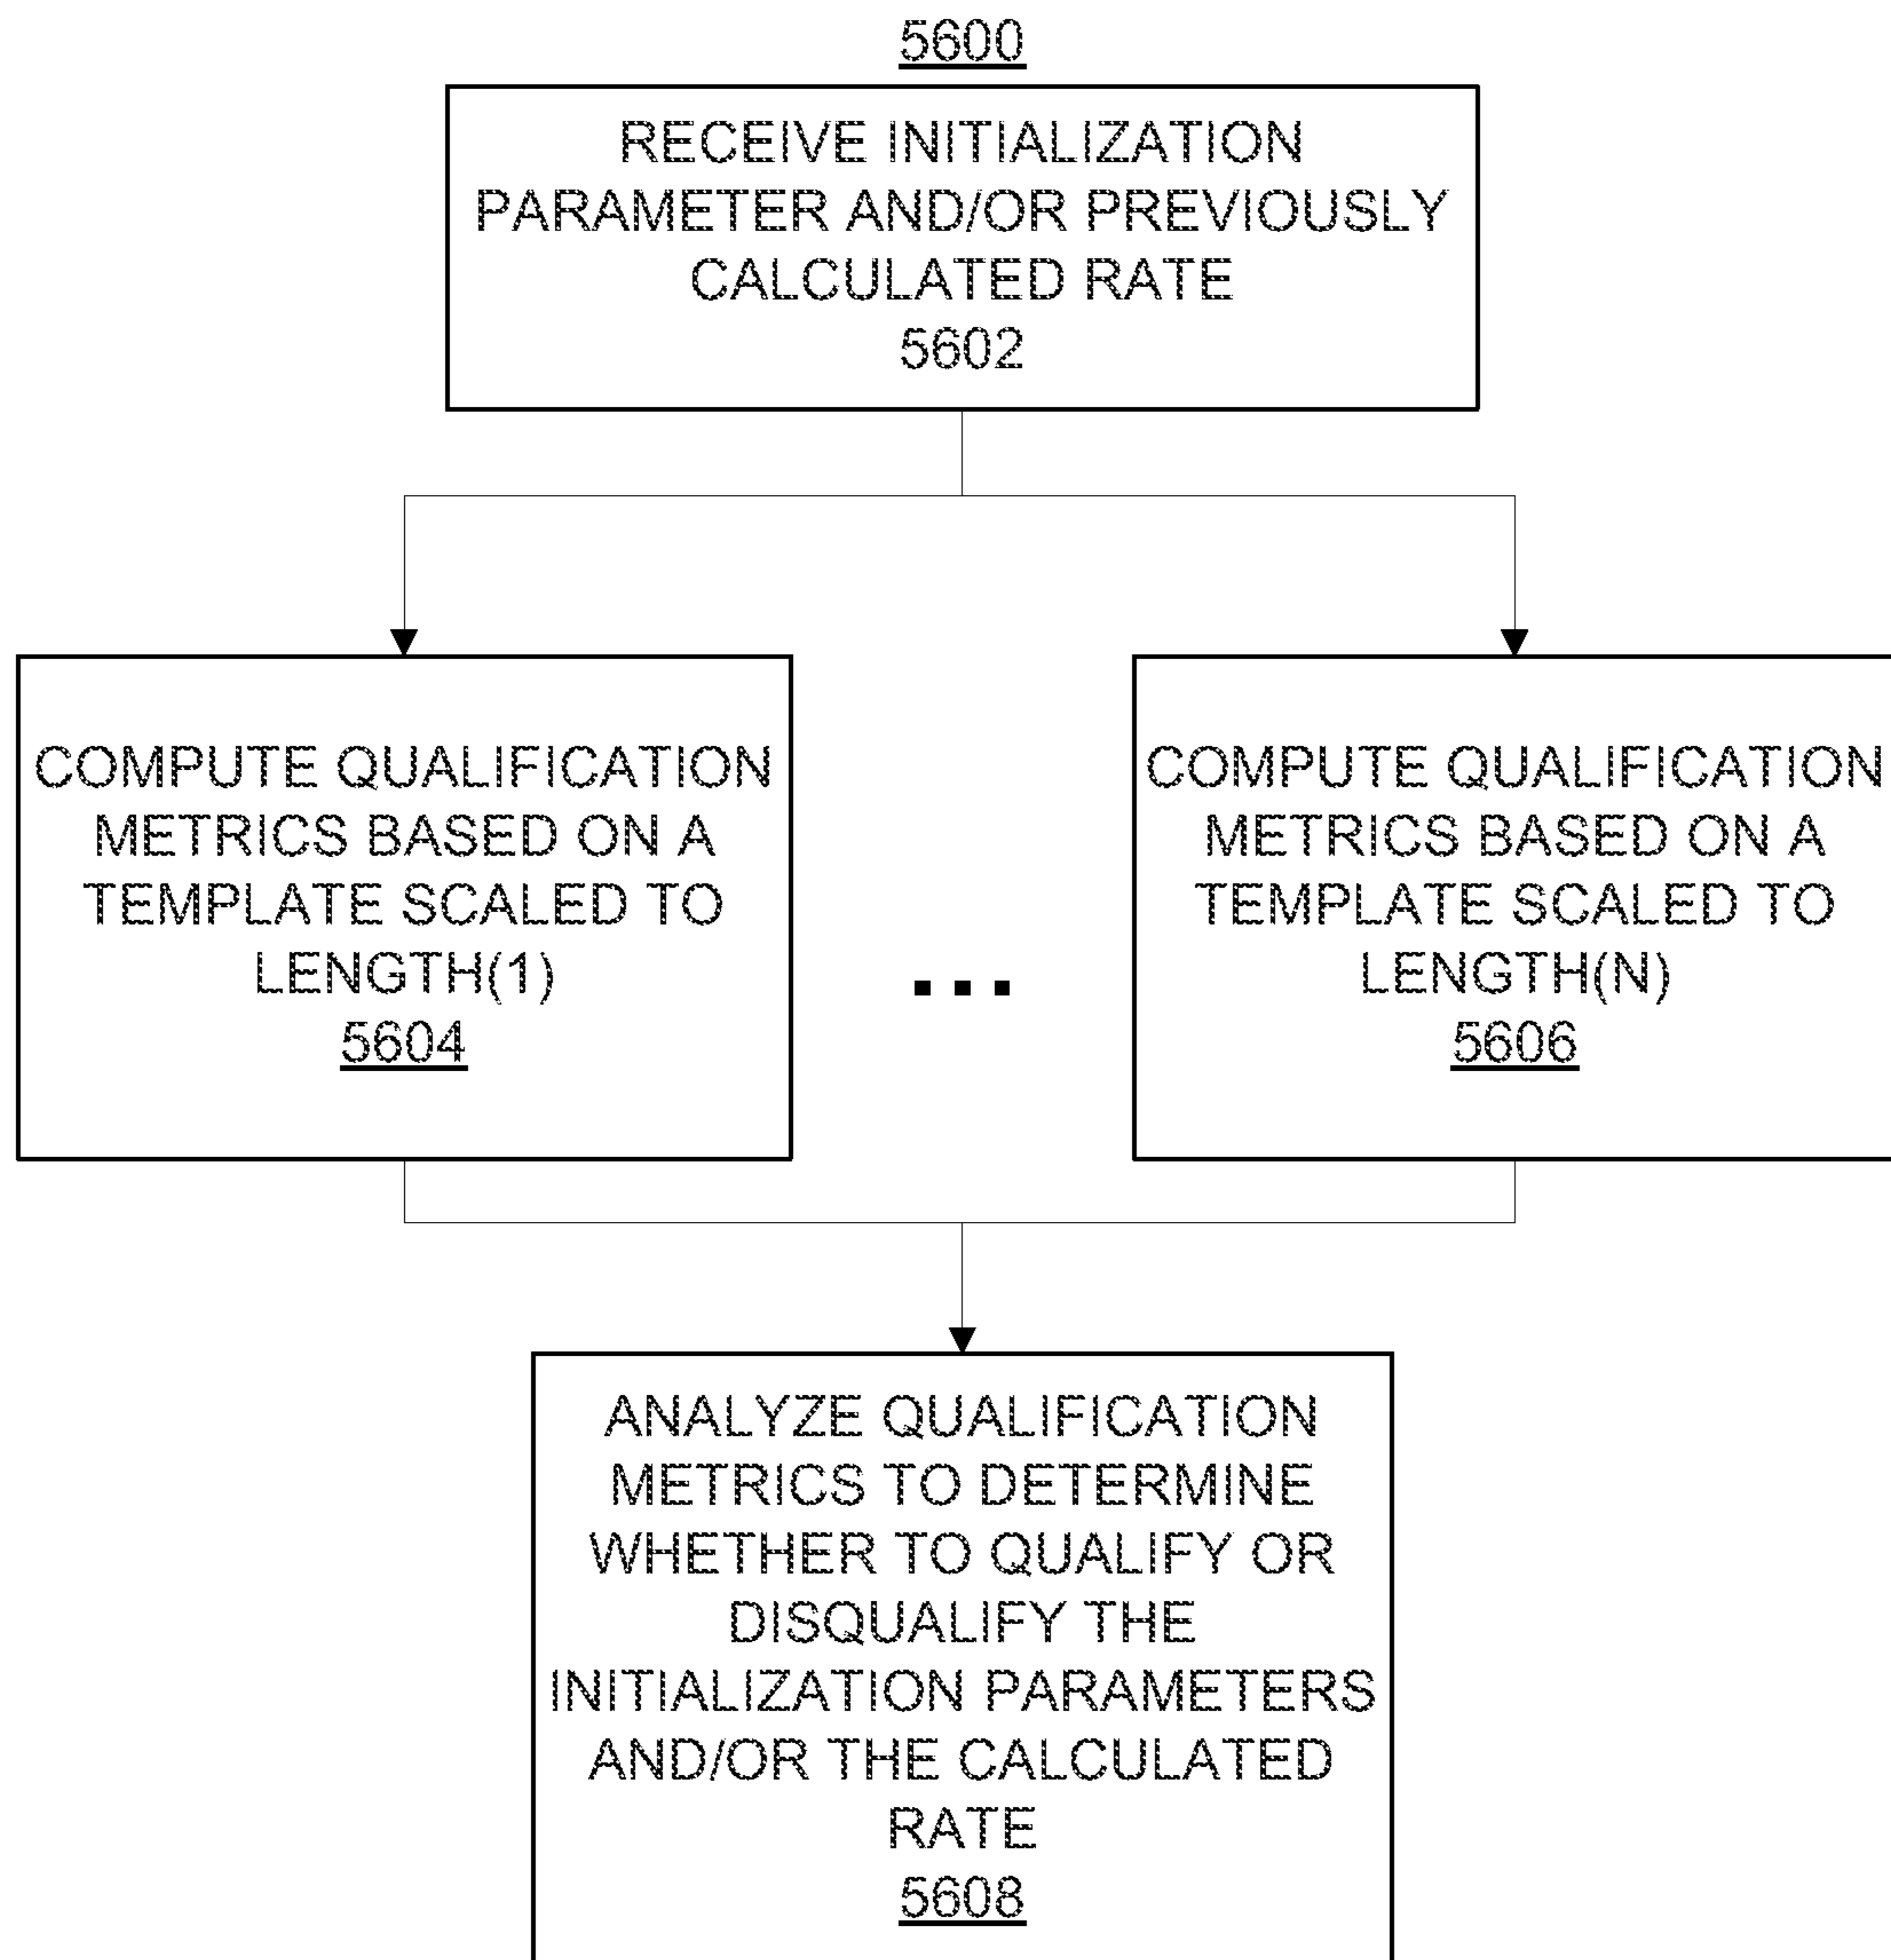 5600
RECEIVE INITIALIZATION
PARAMETER AND/OR PREVIOUSLY
CALCULATED RATE
5602
COMPUTE QUALIFICATION
METRICS BASED ON A
TEMPLATE SCALED TO
LENGTH(1)
5604
...
COMPUTE QUALIFICATION
METRICS BASED ON A
TEMPLATE SCALED TO
LENGTH(N)
5606
ANALYZE QUALIFICATION
METRICS TO DETERMINE
WHETHER TO QUALIFY OR
DISQUALIFY THE
INITIALIZATION PARAMETERS
AND/OR THE CALCULATED
RATE
5608